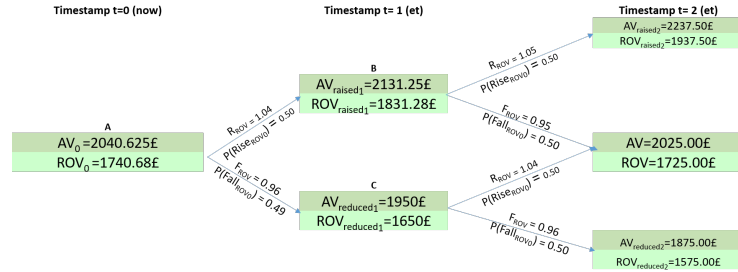 Timestamp t=0 (now)
Timestamp t= 1 (et)
Timestamp t= 2 (et)
AVraised2=2237.50£
ROVraised2=1937.50£
RROV = 1.05
P(RiseROV0) = 0.50
B
AVraised1=2131.25£
ROVraised1=1831.28£
RROV = 1.04
P(RiseROV0) = 0.50
FROV = 0.95
P(FallROV0) = 0.50
A
AV0 =2040.625£
ROV0 =1740.68£
AV=2025.00£
ROV=1725.00£
FROV = 0.96
P(FallROV0) = 0.49
RROV = 1.04
P(RiseROV0) = 0.50
C
AVreduced1=1950£
ROVreduced1=1650£
FROV = 0.96
P(FallROV0) = 0.50
AVreduced2=1875.00£
ROVreduced2=1575.00£